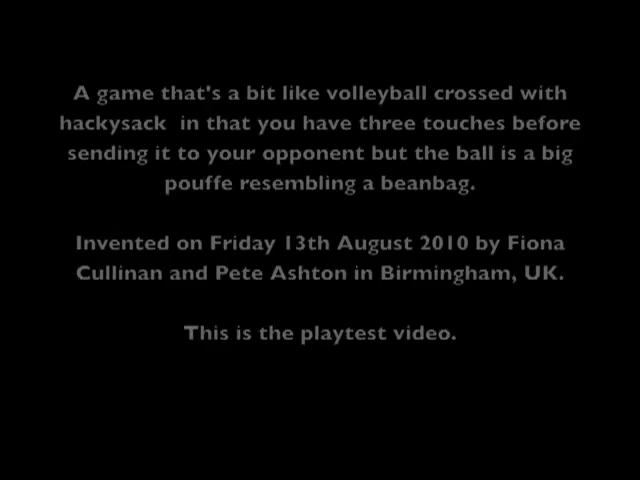 A game that's a bit like volleyball crossed with
hackysack  in that you have three touches before
sending it to your opponent but the ball is a big
pouffe resembling a beanbag.
Invented on Friday 13th August 2010 by Fiona
Cullinan and Pete Ashton in Birmingham, UK.
This is the playtest video.